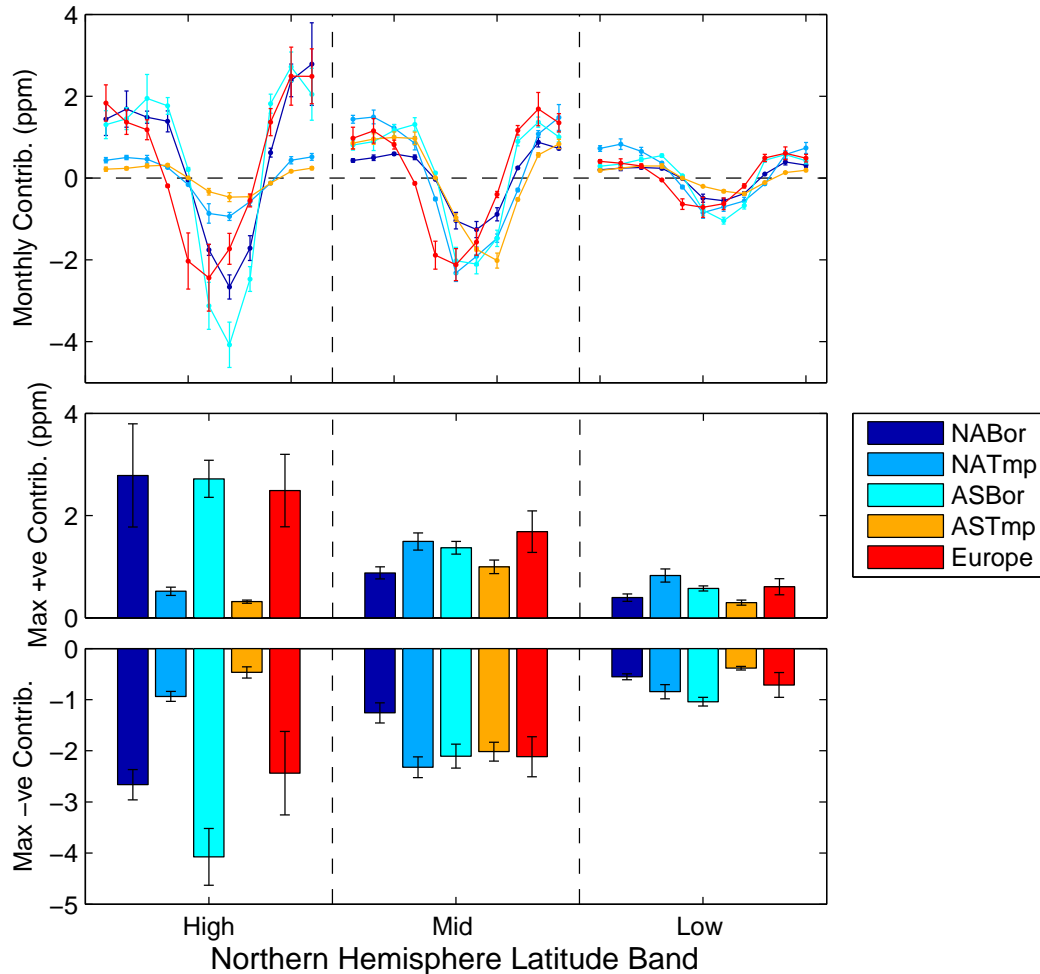 4
2
0
−2
−4
Monthly Contrib. (ppm)
4
2
0
Max +ve Contrib. (ppm)
NABor
NATmp
ASBor
ASTmp
Europe
0
−1
−2
−3
−4
−5
Max −ve Contrib.
High Mid Low
Northern Hemisphere Latitude Band